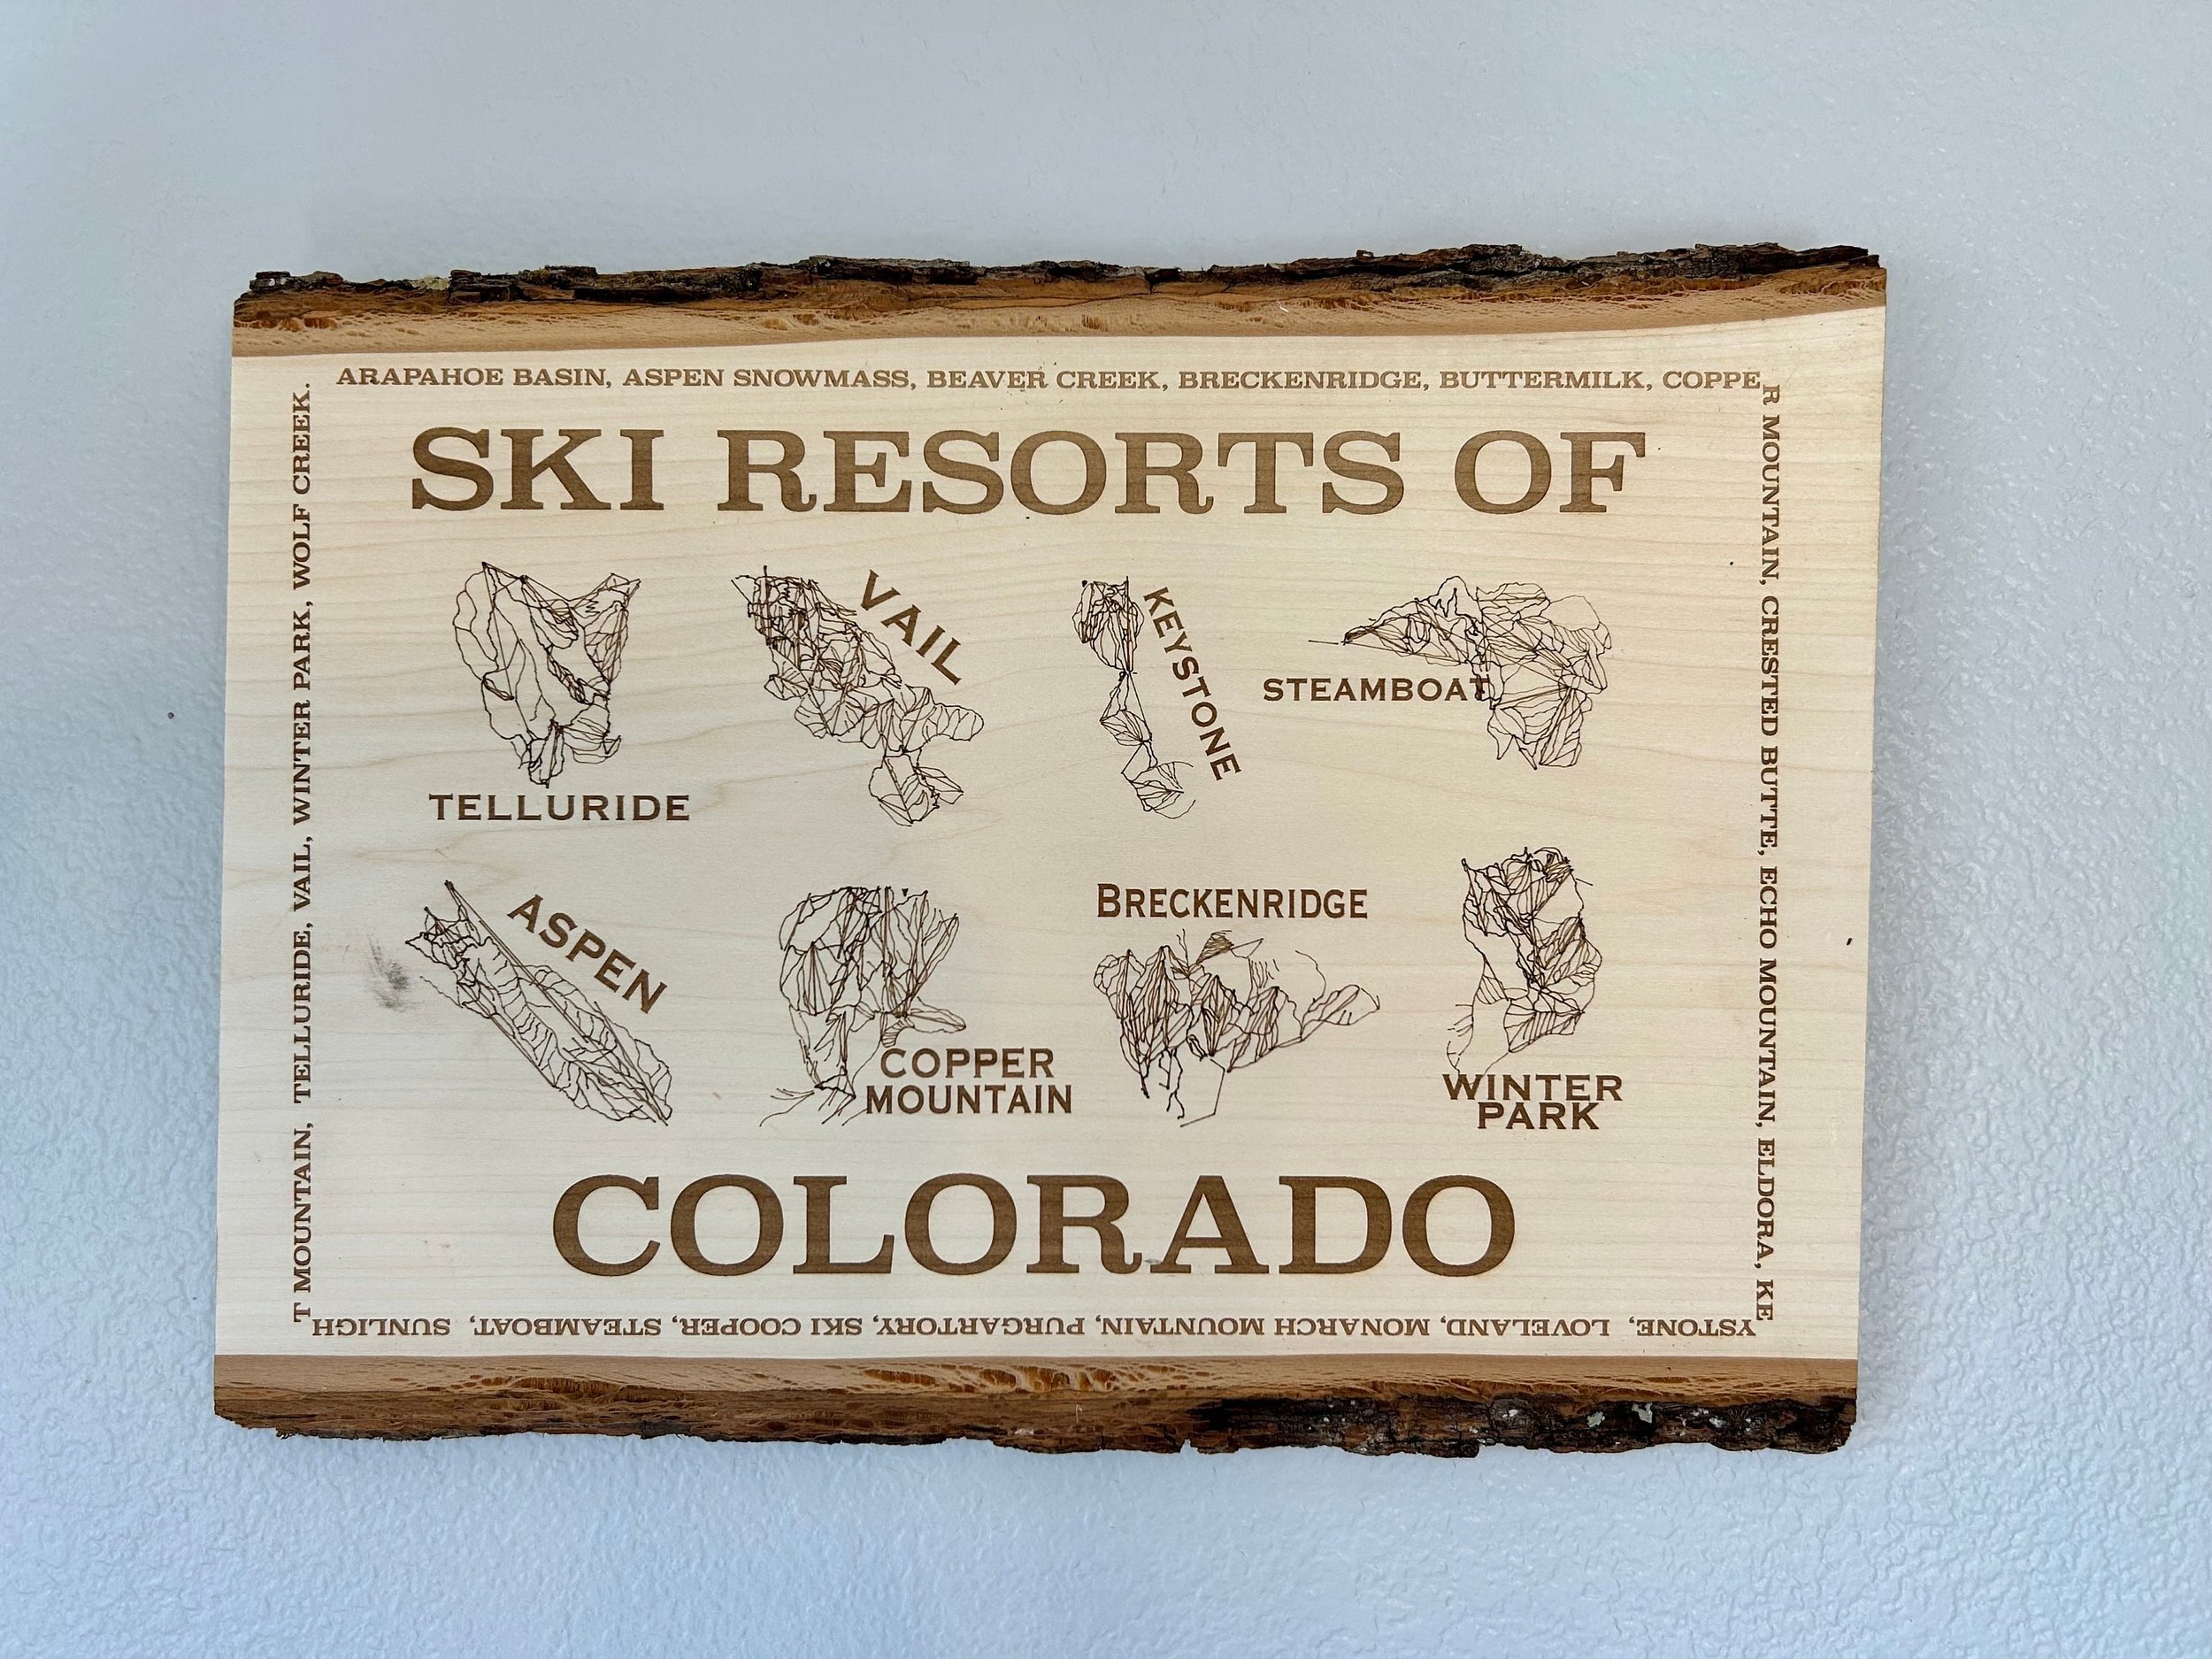 ARAPAHOE BASIN, ASPEN SNOWMASS, BEAVER CREEK, BRECKENRIDGE, BUTTERMILK, COPPE
R MOUNTAIN, CRESTED BUTTE, ECHO MOUNTAIN, ELDORA, KE
YSTONE, LOVELAND, MONARCH MOUNTAIN, PURGARTORY, SKI COOPER, STEAMBOAT, SUNLIGH
T MOUNTAIN, TELLURIDE, VAIL, WINTER PARK, WOLF CREEK.
SKI RESORTS OF
TELLURIDE
VAIL
KEYSTONE
STEAMBOAT
ASPEN
COPPER
MOUNTAIN
BRECKENRIDGE
WINTER
PARK
COLORADO